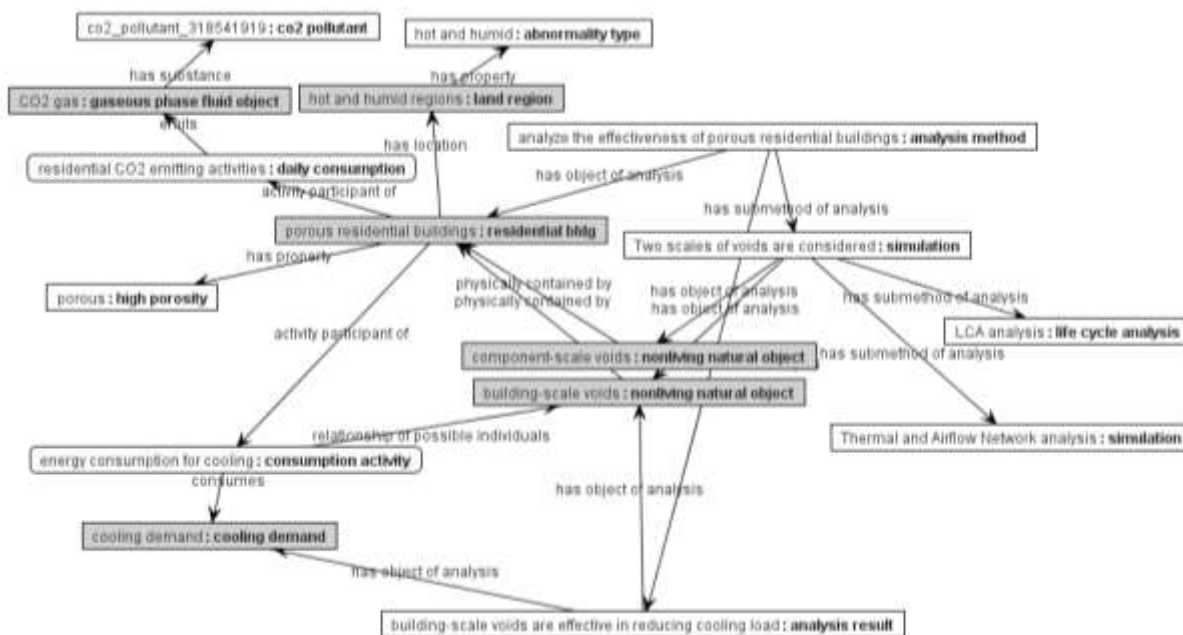 co2_pollutant_318541919 : co2 pollutant
hot and humid : abnormality type
has substance
has property
CO2 gas : gaseous phase fluid object
hot and humid regions : land region
emits
analyze the effectiveness of porous residential buildings : analysis method
has location
residential CO2 emitting activities : daily consumption
has object of analysis
activity participant of
has submethod of analysis
porous residential buildings : residential bldg
Two scales of voids are considered : simulation
has property
physically contained by
has object of analysis
physically contained by
has object of analysis
porous : high porosity
has submethod of analysis
activity participant of
LCA analysis : life cycle analysis
component-scale voids : nonliving natural object
has submethod of analysis
building-scale voids : nonliving natural object
relationship of possible individuals
Thermal and Airflow Network analysis : simulation
energy consumption for cooling : consumption activity
consumes
has object of analysis
cooling demand : cooling demand
has object of analysis
building-scale voids are effective in reducing cooling load : analysis result